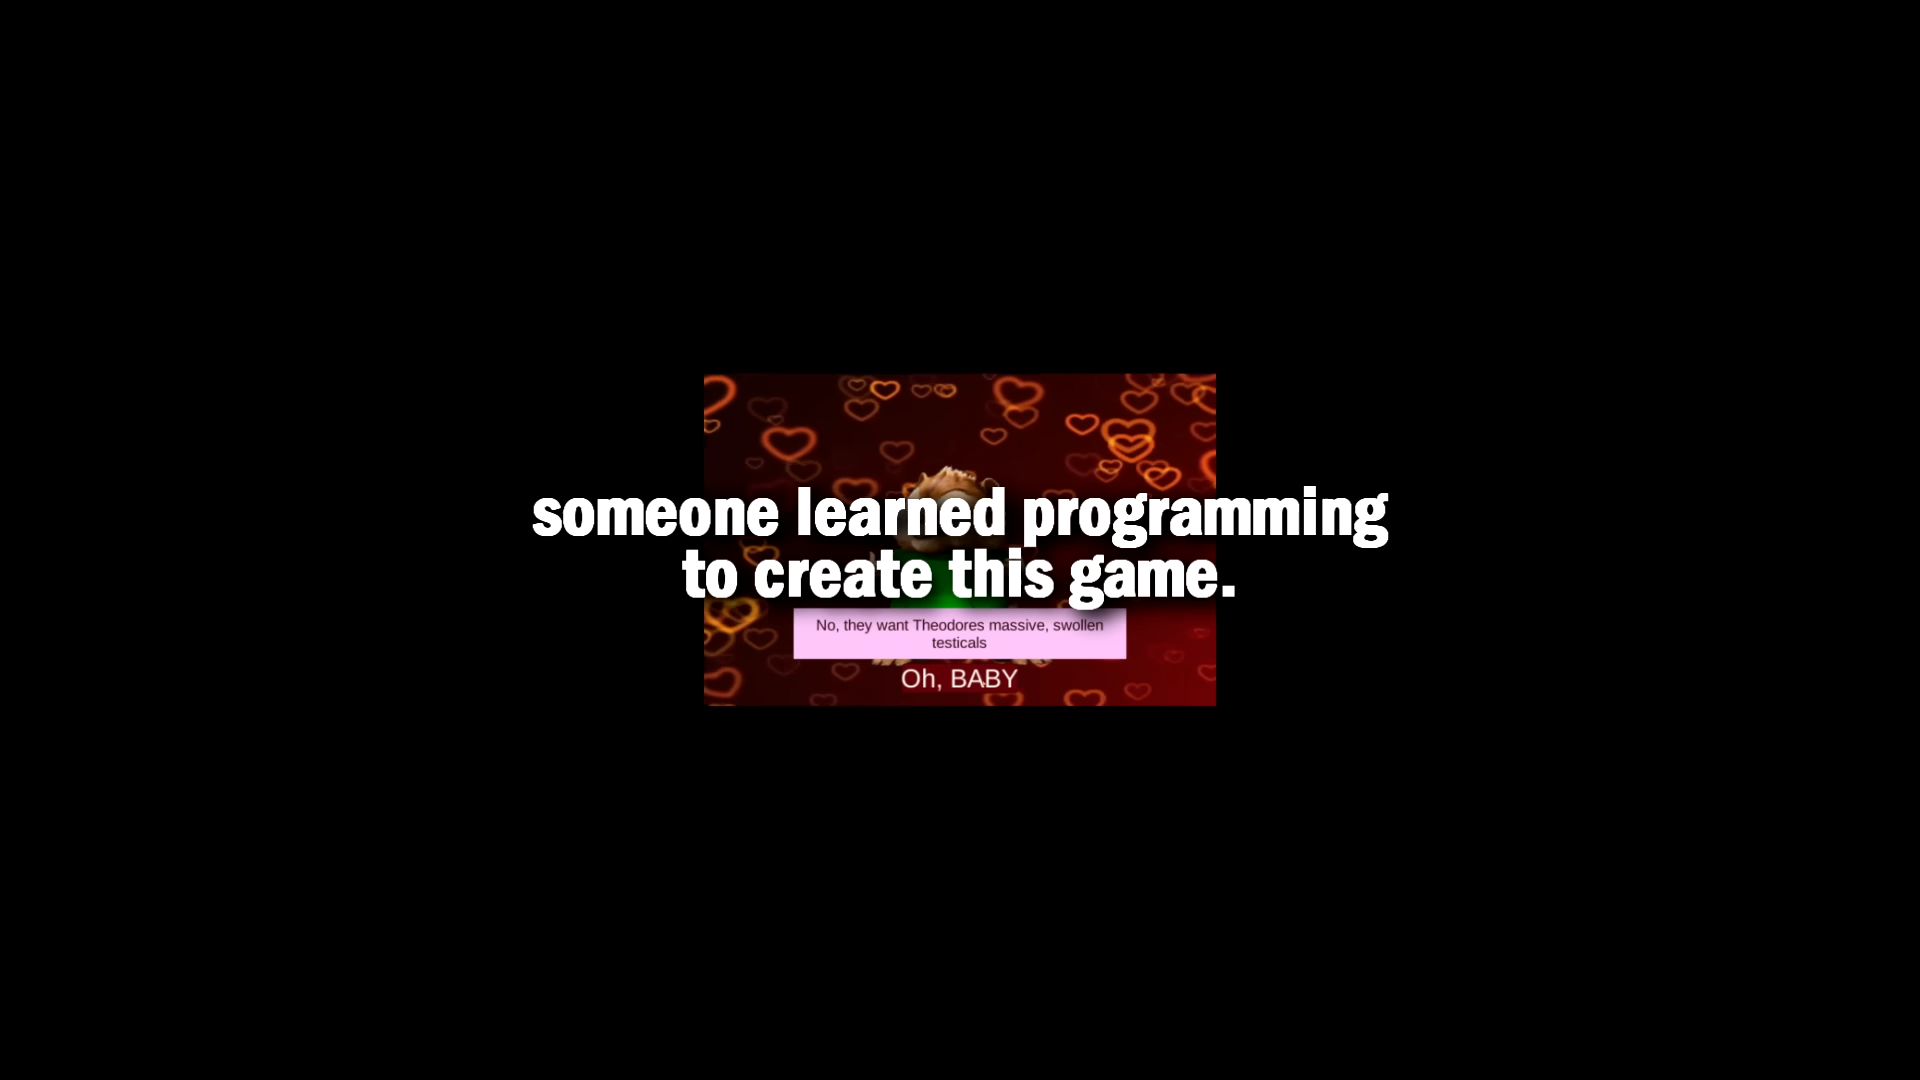 someone learned programming
to create this game.
No, they want Theodores massive, swollen
testicals
Oh, BABY